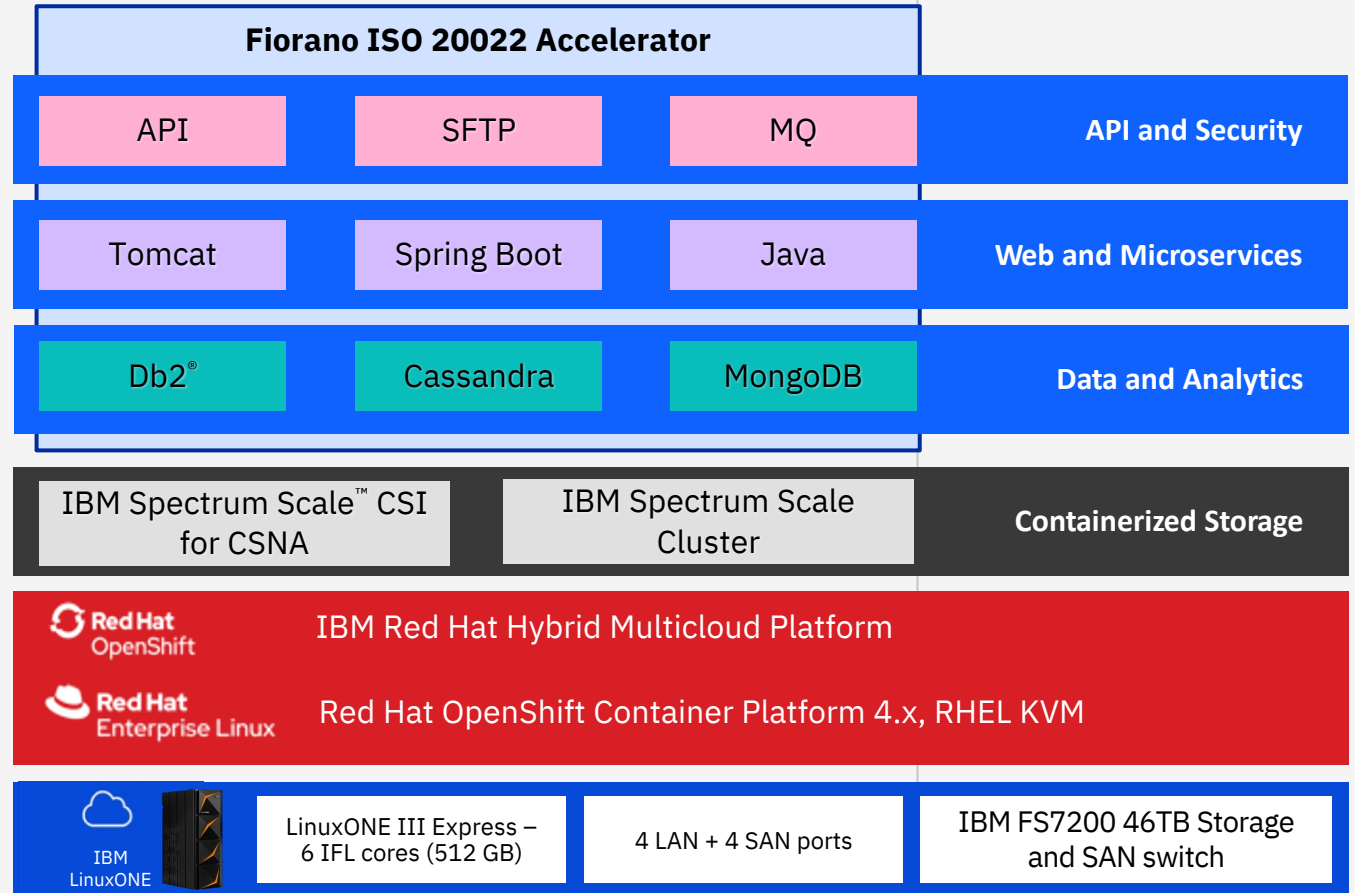 Fiorano ISO 20022 Accelerator
API
SFTP
MQ
API and Security
Tomcat
Spring Boot
Java
Web and Microservices
Db2®
Cassandra
MongoDB
Data and Analytics
IBM Spectrum Scale™ CSI
for CSNA
IBM Spectrum Scale
Cluster
Containerized Storage
Red Hat
OpenShift
IBM Red Hat Hybrid Multicloud Platform
Red Hat
Enterprise Linux
Red Hat OpenShift Container Platform 4.x, RHEL KVM
IBM
LinuxONE
LinuxONE III Express –
6 IFL cores (512 GB)
4 LAN + 4 SAN ports
IBM FS7200 46TB Storage
and SAN switch